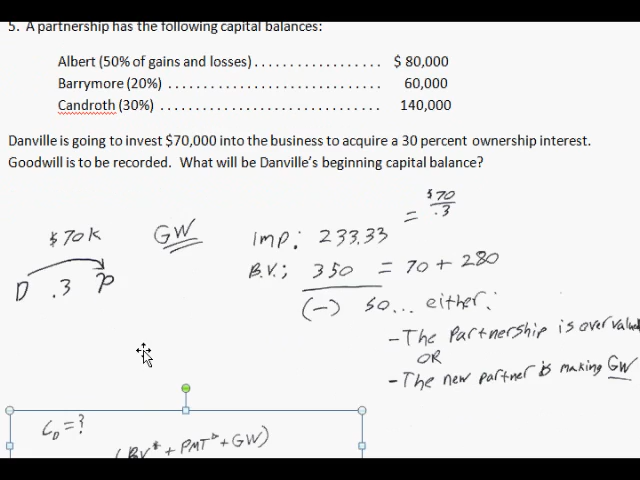 5. A partnership has the following capital balances:
Albert (50% of gains and losses).................. $ 80,000
Barrymore (20%) .............................. 60,000
Candroth (30%) ............................... 140,000
Danville is going to invest $70,000 into the business to acquire a 30 percent ownership interest.
Goodwill is to be recorded. What will be Danville's beginning capital balance?
$70K GW Imp: 233.33 = $70/.3
D .3 P B.V.; 350 = 70 + 280
(-) 50... either:
- The Partnership is over
OR
- The new partner is making GW
C_D = ?
+ PMT + GW)